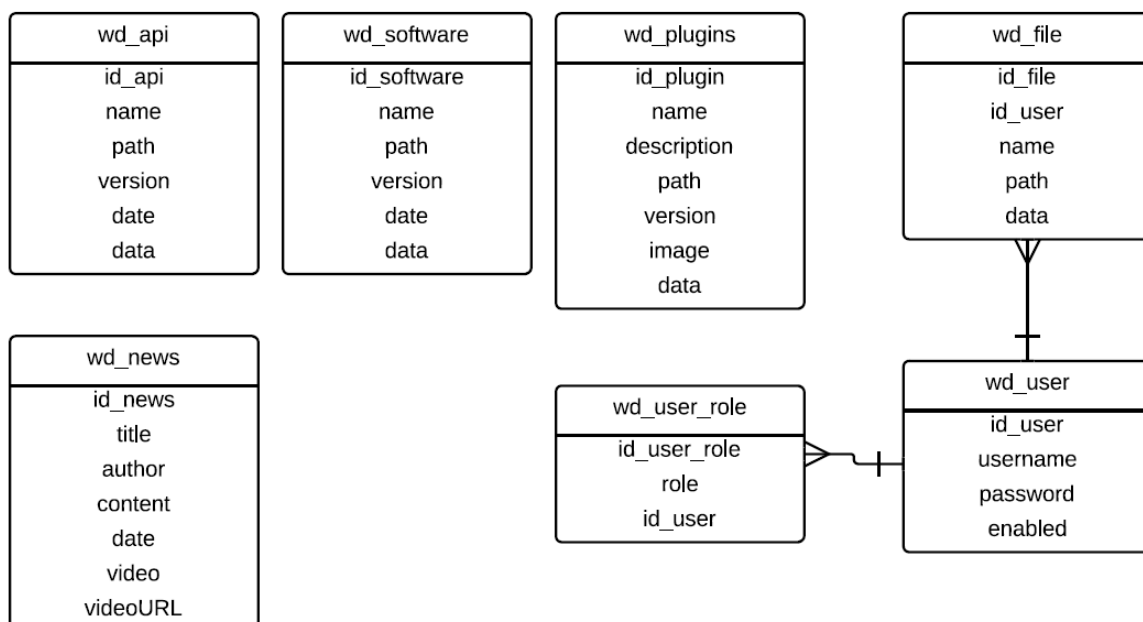 wd_api
id_api
name
path
version
date
data
wd_software
id_software
name
path
version
date
data
wd_plugins
id_plugin
name
description
path
version
image
data
wd_file
id_file
id_user
name
path
data
wd_news
id_news
title
author
content
date
video
videoURL
wd_user_role
id_user_role
role
id_user
wd_user
id_user
username
password
enabled